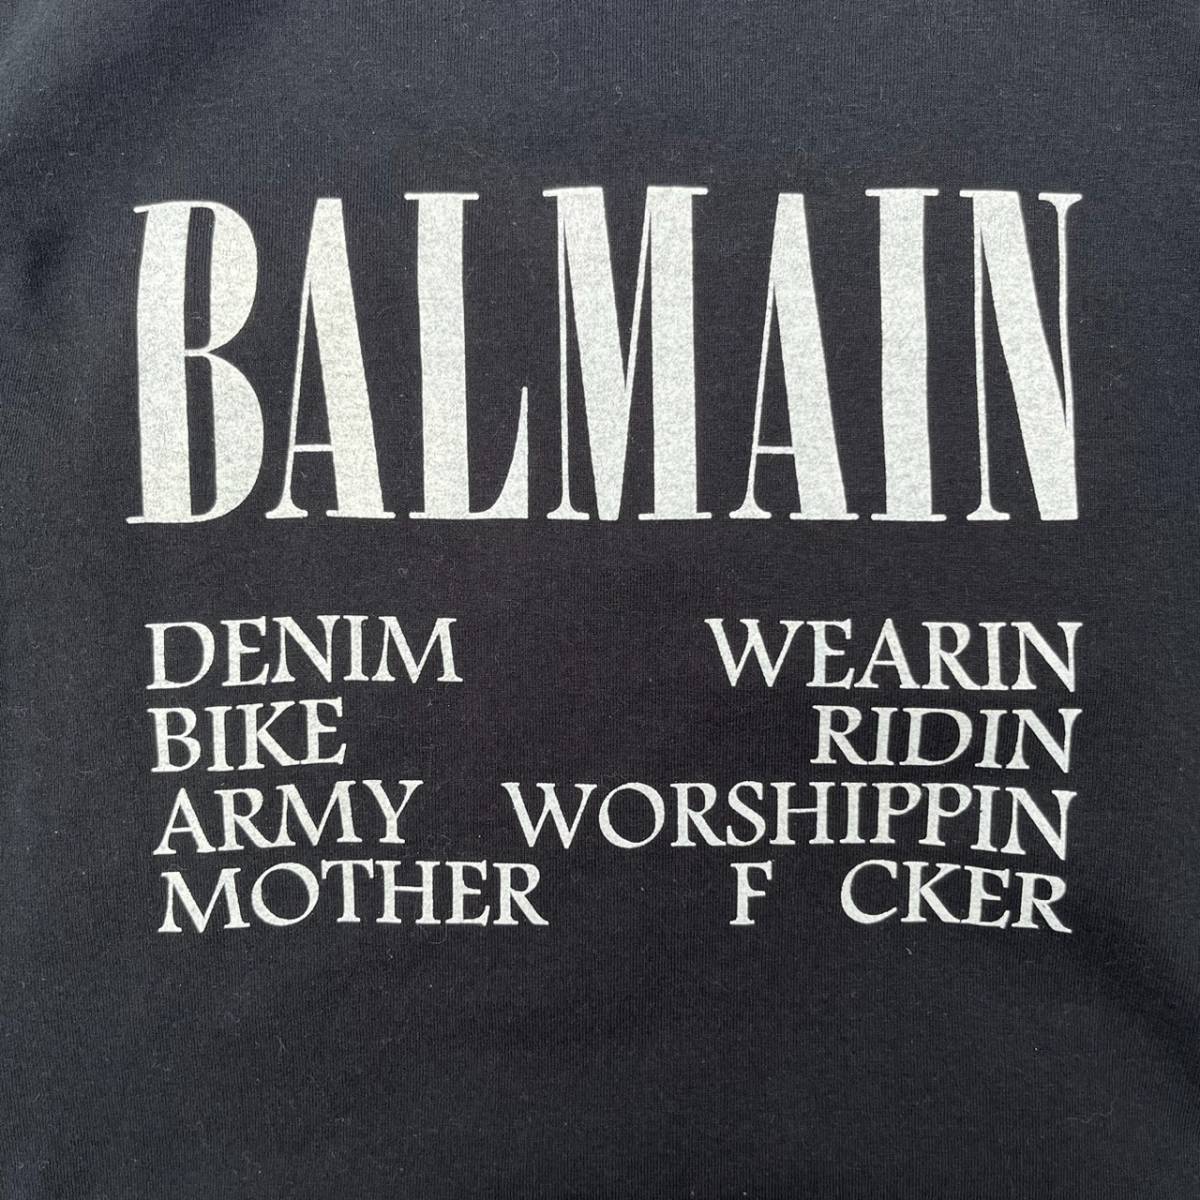 BALMAIN
DENIM WEARIN
BIKE RIDIN
ARMY WORSHIPPIN
MOTHER F CKER